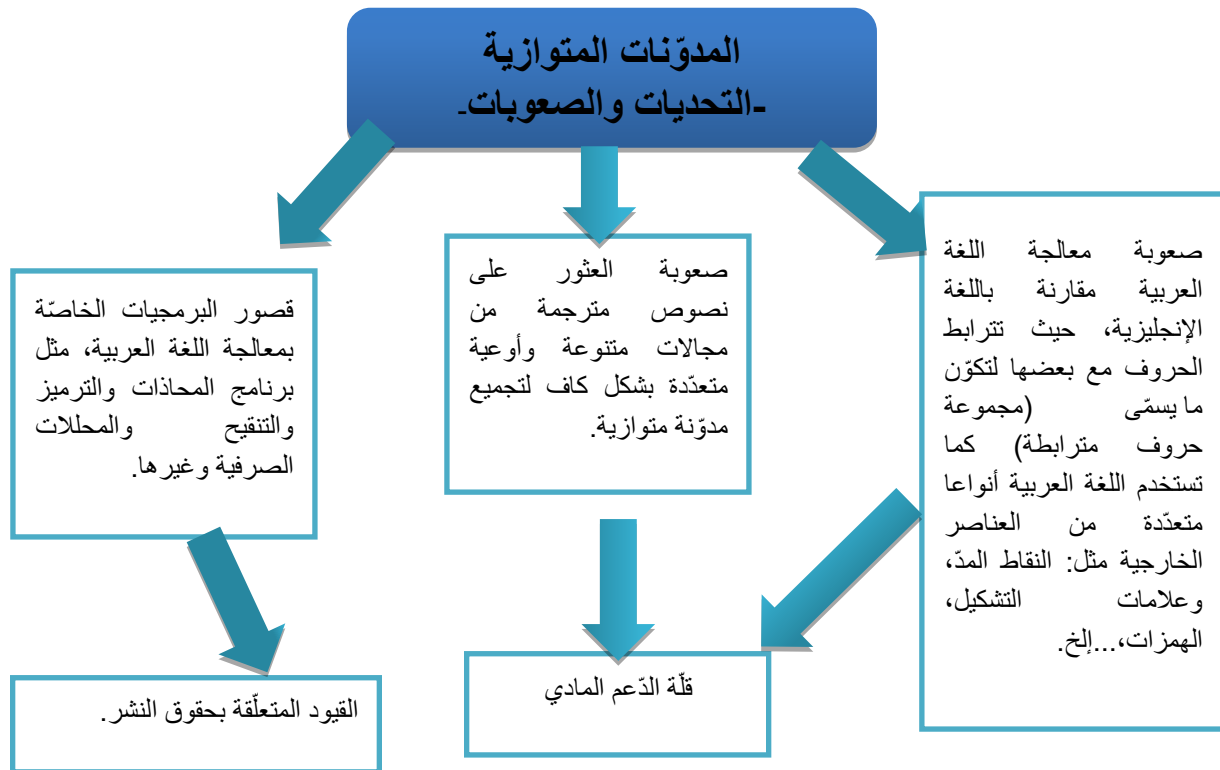 المدوّنات المتوازية
-التحديات والصعوبات-
صعوبة معالجة اللغة
العربية مقارنة باللغة
الإنجليزية، حيث تترابط
الحروف مع بعضها لتكوّن
ما يسمّى (مجموعة
حروف مترابطة) كما
تستخدم اللغة العربية أنواعا
متعدّدة من العناصر
الخارجية مثل: النقاط المدّ،
وعلامات التشكيل،
الهمزات،...إلخ.
صعوبة العثور على
نصوص مترجمة من
مجالات متنوعة وأوعية
متعدّدة بشكل كاف لتجميع
مدوّنة متوازية.
قصور البرمجيات الخاصّة
بمعالجة اللغة العربية، مثل
برنامج المحاذات والترميز
والتنقيح والمحللات
الصرفية وغيرها.
قلّة الدّعم المادي
القيود المتعلّقة بحقوق النشر.